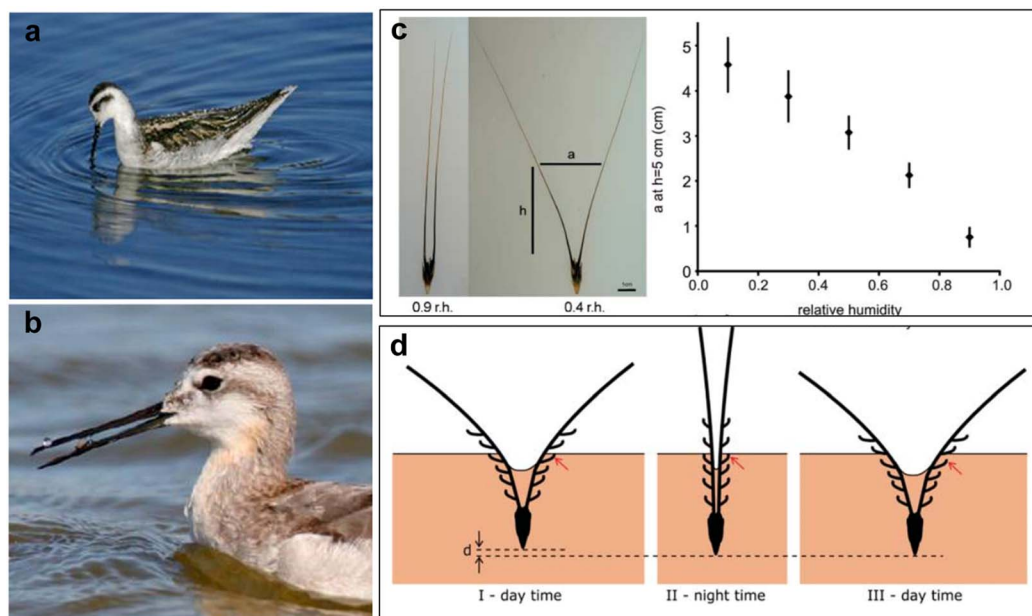 a
b
c
a
h
0.9 r.h.
0.4 r.h.
a at h=5 cm (cm)
5
4
3
2
1
0
0.0 0.2 0.4 0.6 0.8 1.0
relative humidity
d
d
I - day time
II - night time
III - day time